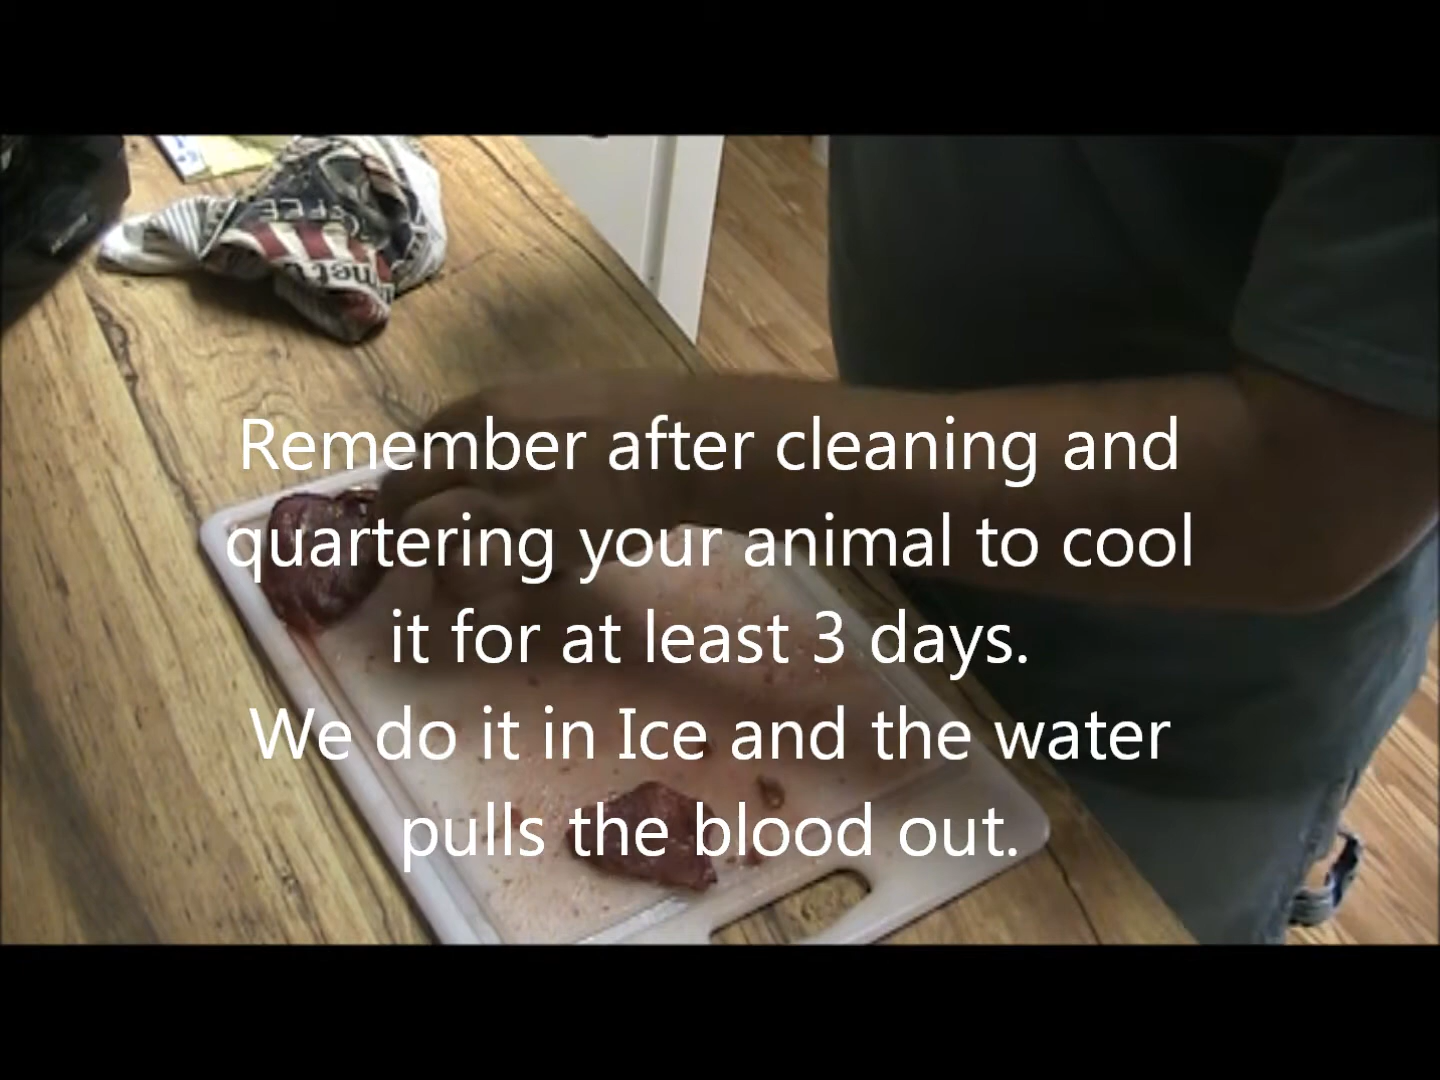 Remember after cleaning and
quartering your animal to cool
it for at least 3 days.
We do it in Ice and the water
pulls the blood out.